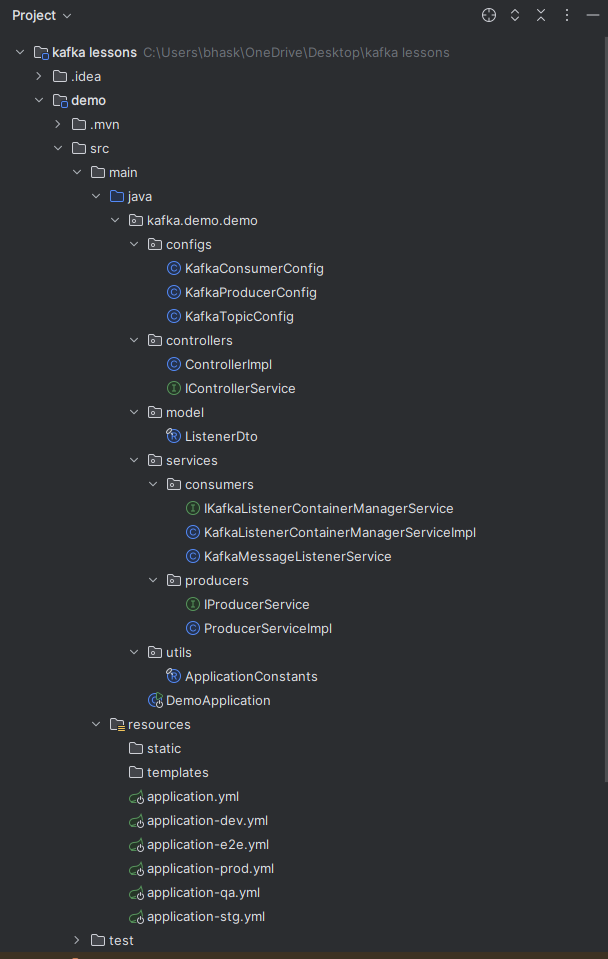 Project
kafka lessons C:\Users\bhask\OneDrive\Desktop\kafka lessons
.idea
demo
.mvn
src
main
java
kafka.demo.demo
configs
KafkaConsumerConfig
KafkaProducerConfig
KafkaTopicConfig
controllers
ControllerImpl
IControllerService
model
ListenerDto
services
consumers
IKafkaListenerContainerManagerService
KafkaListenerContainerManagerServiceImpl
KafkaMessageListenerService
producers
IProducerService
ProducerServiceImpl
utils
ApplicationConstants
DemoApplication
resources
static
templates
application.yml
application-dev.yml
application-e2e.yml
application-prod.yml
application-qa.yml
application-stg.yml
test